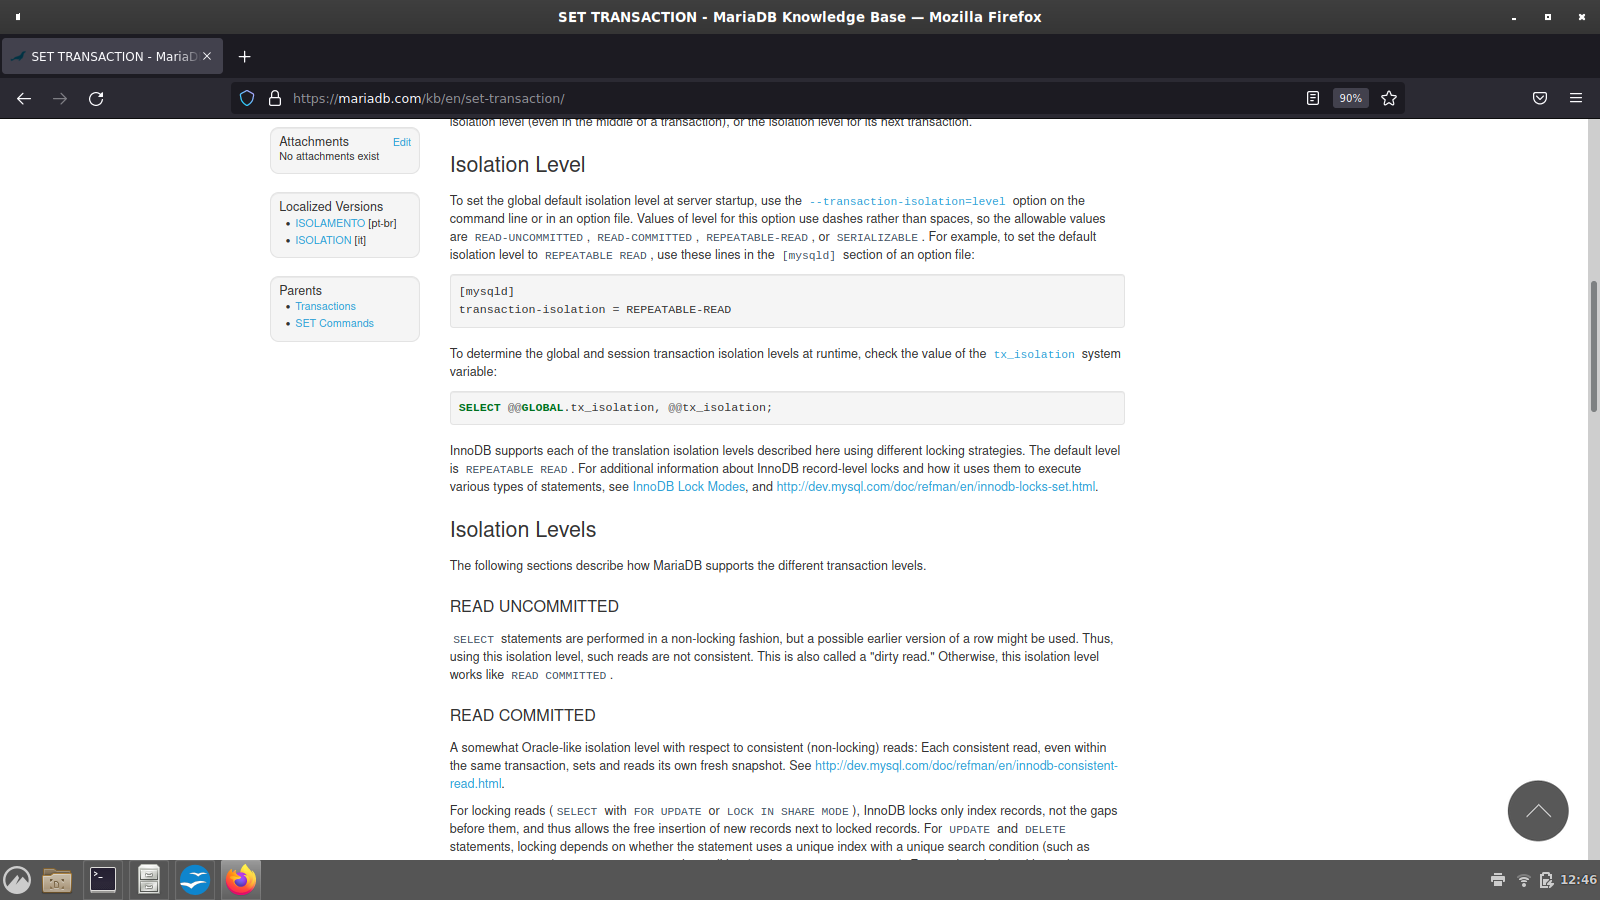 SET TRANSACTION - MariaDB Knowledge Base — Mozilla Firefox
SET TRANSACTION - MariaD
https://mariadb.com/kb/en/set-transaction/
90%
isolation level (even in the middle of a transaction), or the isolation level for its next transaction.
Attachments Edit
No attachments exist
Localized Versions
• ISOLAMENTO [pt-br]
• ISOLATION [it]
Parents
• Transactions
• SET Commands
Isolation Level
To set the global default isolation level at server startup, use the --transaction-isolation=level option on the
command line or in an option file. Values of level for this option use dashes rather than spaces, so the allowable values
are READ-UNCOMMITTED, READ-COMMITTED, REPEATABLE-READ, or SERIALIZABLE. For example, to set the default
isolation level to REPEATABLE READ, use these lines in the [mysqld] section of an option file:
[mysqld]
transaction-isolation = REPEATABLE-READ
To determine the global and session transaction isolation levels at runtime, check the value of the tx_isolation system
variable:
SELECT @@GLOBAL.tx_isolation, @@tx_isolation;
InnoDB supports each of the translation isolation levels described here using different locking strategies. The default level
is REPEATABLE READ. For additional information about InnoDB record-level locks and how it uses them to execute
various types of statements, see InnoDB Lock Modes, and http://dev.mysql.com/doc/refman/en/innodb-locks-set.html.
Isolation Levels
The following sections describe how MariaDB supports the different transaction levels.
READ UNCOMMITTED
SELECT statements are performed in a non-locking fashion, but a possible earlier version of a row might be used. Thus,
using this isolation level, such reads are not consistent. This is also called a "dirty read." Otherwise, this isolation level
works like READ COMMITTED.
READ COMMITTED
A somewhat Oracle-like isolation level with respect to consistent (non-locking) reads: Each consistent read, even within
the same transaction, sets and reads its own fresh snapshot. See http://dev.mysql.com/doc/refman/en/innodb-consistent-
read.html.
For locking reads (SELECT with FOR UPDATE or LOCK IN SHARE MODE), InnoDB locks only index records, not the gaps
before them, and thus allows the free insertion of new records next to locked records. For UPDATE and DELETE
statements, locking depends on whether the statement uses a unique index with a unique search condition (such as
12:46